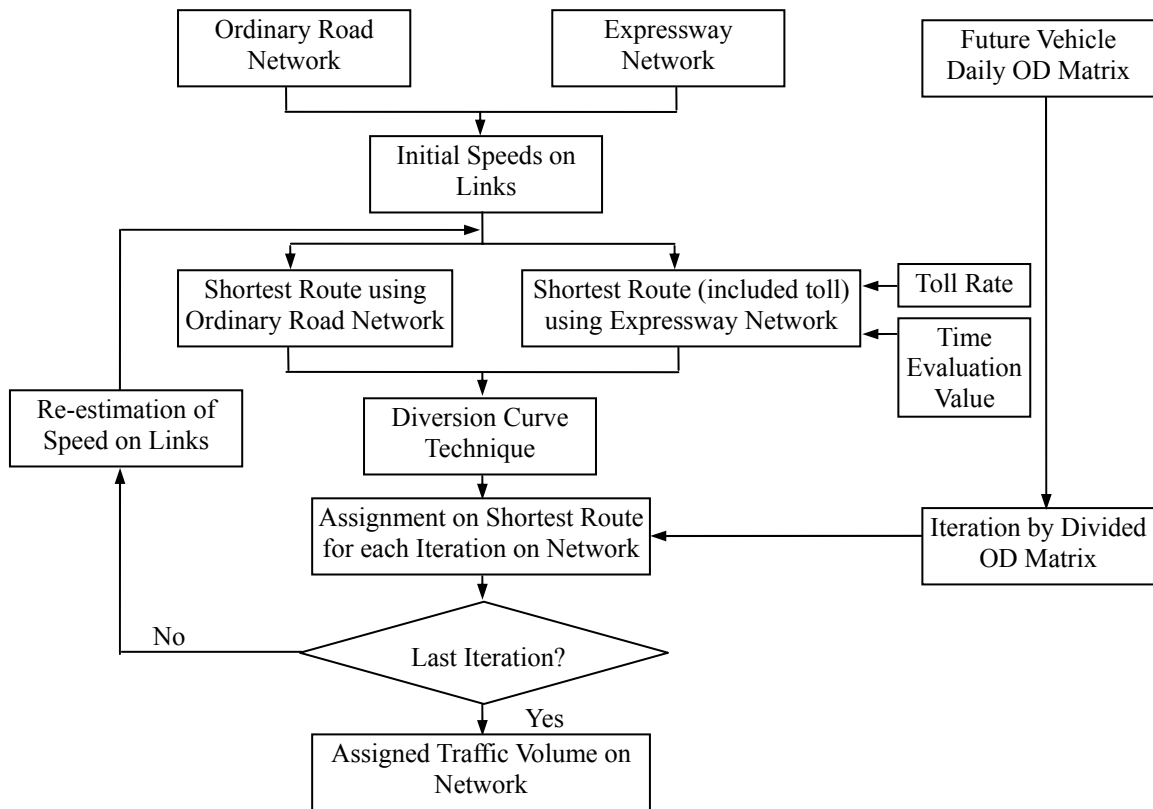 Ordinary Road
Network
Expressway
Network
Future Vehicle
Daily OD Matrix
Initial Speeds on
Links
Shortest Route using
Ordinary Road Network
Shortest Route (included toll)
using Expressway Network
Toll Rate
Time
Evaluation
Value
Re-estimation of
Speed on Links
Diversion Curve
Technique
Assignment on Shortest Route
for each Iteration on Network
Iteration by Divided
OD Matrix
No
Last Iteration?
Yes
Assigned Traffic Volume on
Network